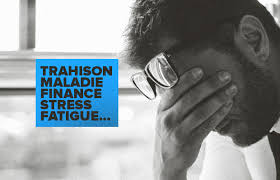 TRAHISON
MALADIE
FINANCE
STRESS
FATIGUE...